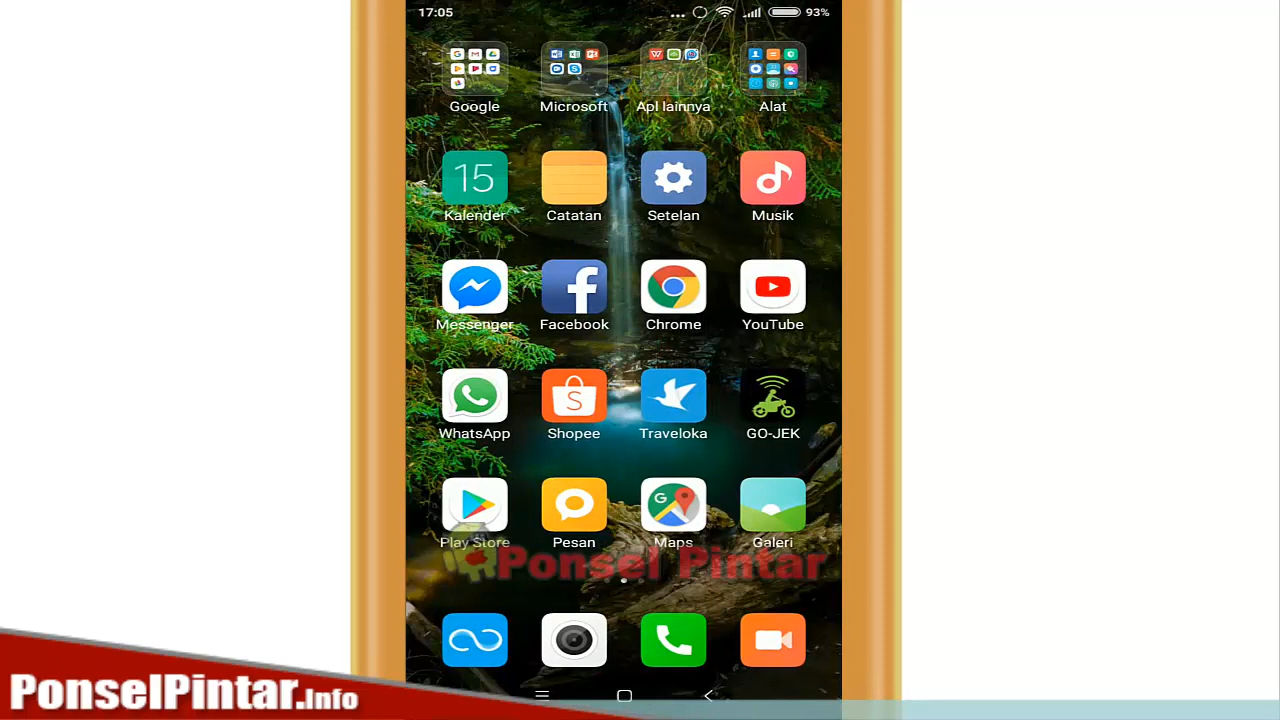 17:05 93%
Google Microsoft Apl lainnya Alat
15
Kalender Catatan Setelan Musik
Messenger Facebook Chrome YouTube
S
WhatsApp Shopee Traveloka GO-JEK
G
Play Store Pesan Maps Galeri
Ponsel Pintar
PonselPintar.Info